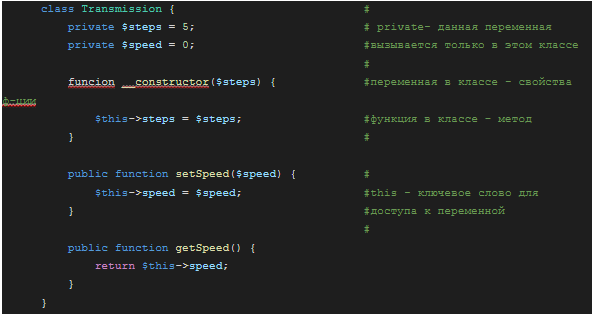 class Transmission { #
private $steps = 5; # private- данная переменная
private $speed = 0; #вызывается только в этом классе
#
funcion __constructor($steps) { #переменная в классе – свойства
ф-ции
$this->steps = $steps; #функция в классе – метод
} #
public function setSpeed($speed) { #
$this->speed = $speed; #this – ключевое слово для
} #доступа к переменной
#
public function getSpeed() {
return $this->speed;
}
}